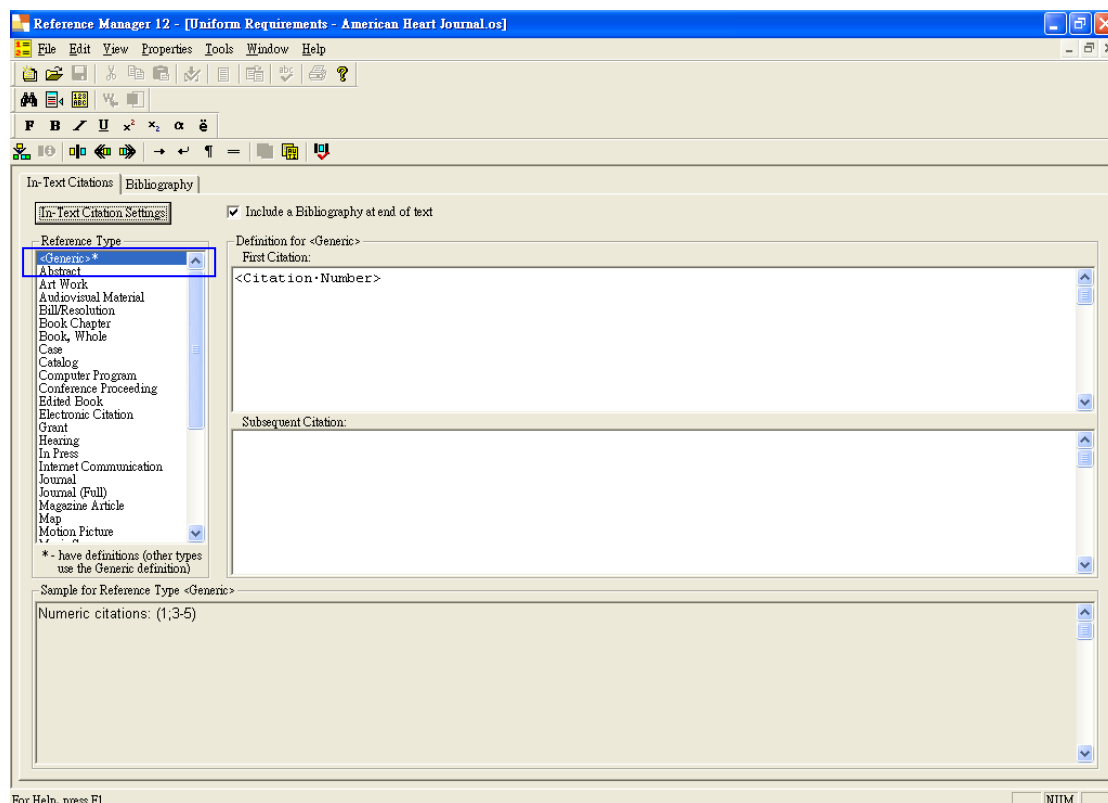 Reference Manager 12 - [Uniform Requirements - American Heart Journal.os]
File Edit View Properties Tools Window Help
F B I U x² x₂ α ë
In-Text Citations Bibliography
In-Text Citation Settings Include a Bibliography at end of text
Reference Type
<Generic>*
Abstract
Art Work
Audiovisual Material
Bill/Resolution
Book Chapter
Book, Whole
Case
Catalog
Computer Program
Conference Proceeding
Edited Book
Electronic Citation
Grant
Hearing
In Press
Internet Communication
Journal
Journal (Full)
Magazine Article
Map
Motion Picture
* - have definitions (other types
use the Generic definition)
Definition for <Generic>
First Citation:
<Citation·Number>
Subsequent Citation:
Sample for Reference Type <Generic>
Numeric citations: (1;3-5)
For Help, press F1 NUM